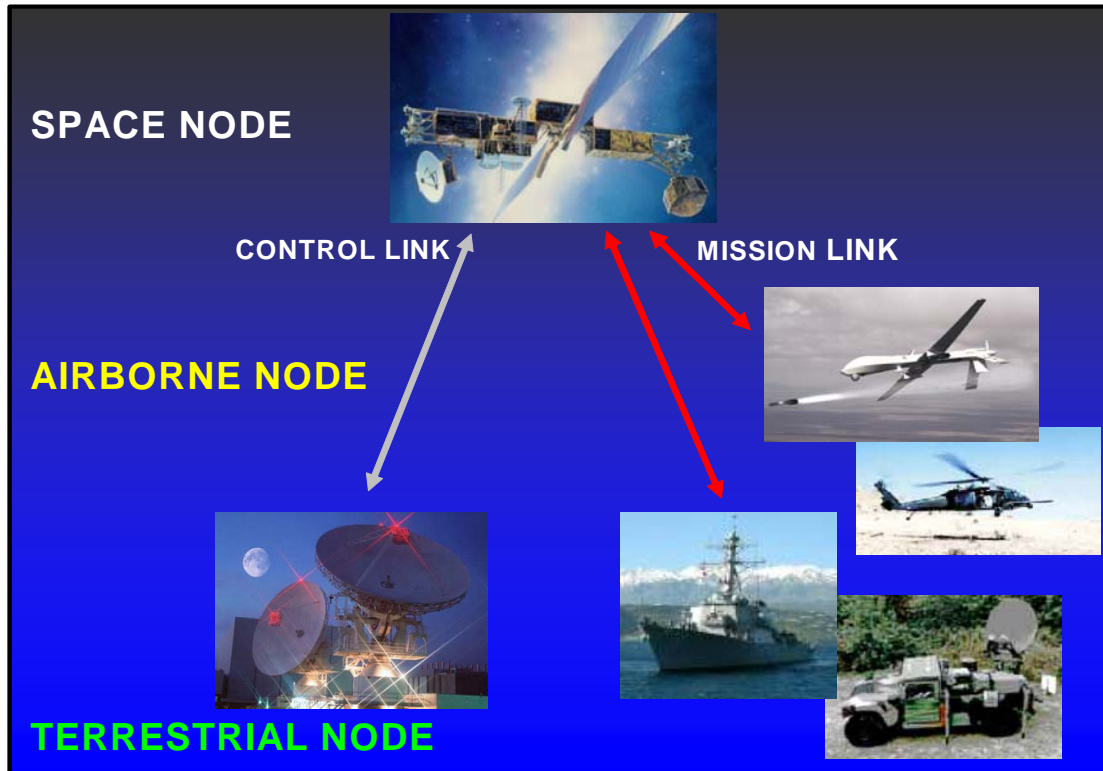 SPACE NODE
CONTROL LINK
MISSION LINK
AIRBORNE NODE
TERRESTRIAL NODE